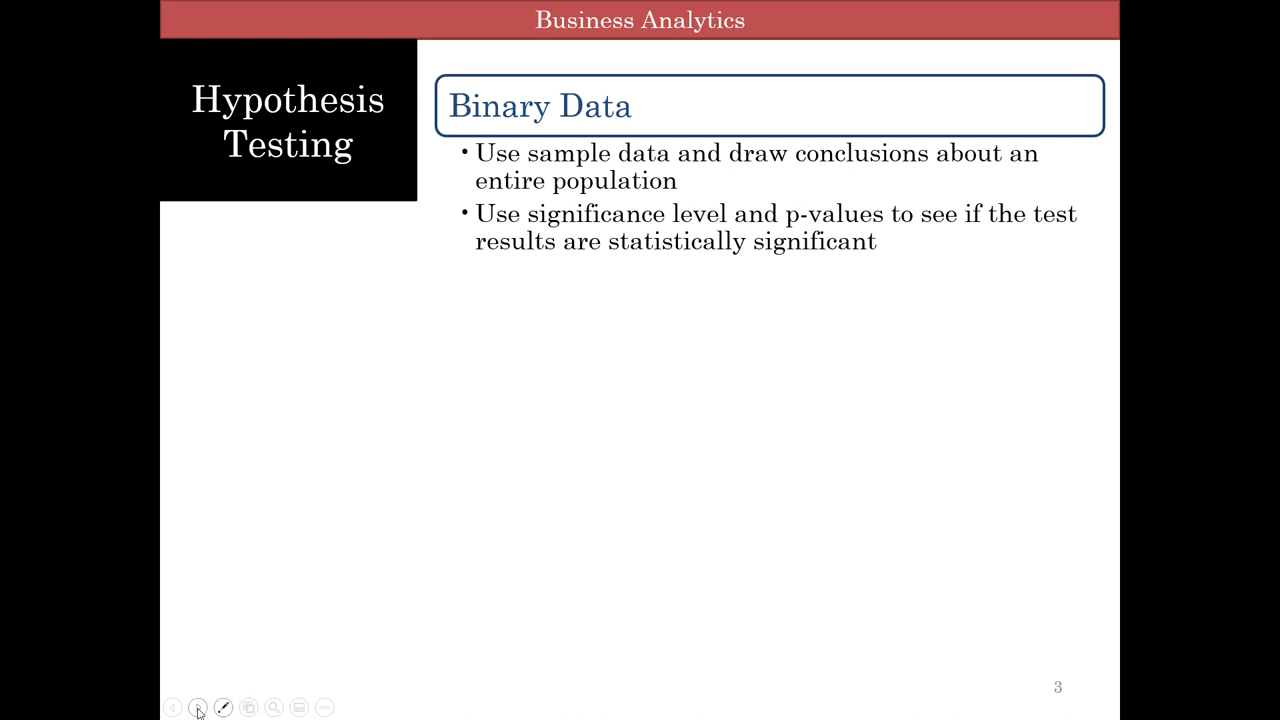 Business Analytics
Hypothesis
Testing
Binary Data
• Use sample data and draw conclusions about an
entire population
• Use significance level and p-values to see if the test
results are statistically significant
3